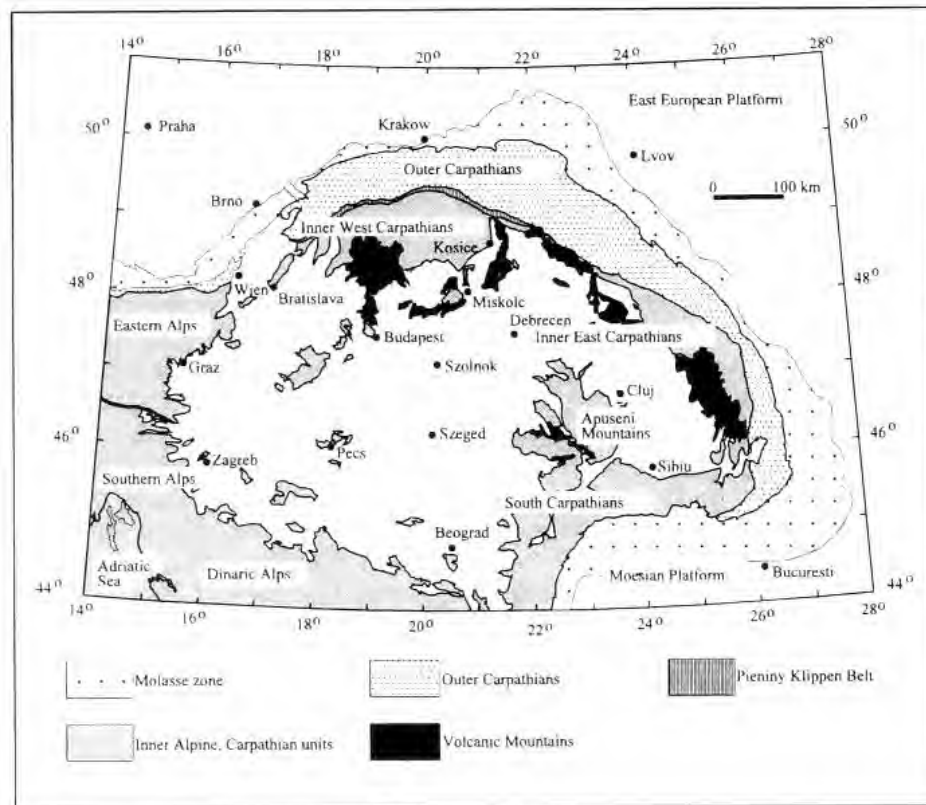 14° 16° 18° 20° 22° 24° 26° 28°
East European Platform
50° Praha 50°
Krakow Lvov
Outer Carpathians
0 100 km
Brno
Inner West Carpathians
Kosice
48° Wjen 48°
Bratislava Miskolc
Eastern Alps Debrecen
Budapest Inner East Carpathians
Graz Szolnok
Cluj
46° Szeged Apuseni 46°
Pecs Mountains
Zagreb Sibiu
Southern Alps
South Carpathians
Beograd
Adriatic
Sea Dinaric Alps Moesian Platform Bucuresti
44° 44°
14° 16° 18° 20° 22° 24° 26° 28°
Molasse zone Outer Carpathians Pieniny Klippen Belt
Inner Alpine, Carpathian units Volcanic Mountains